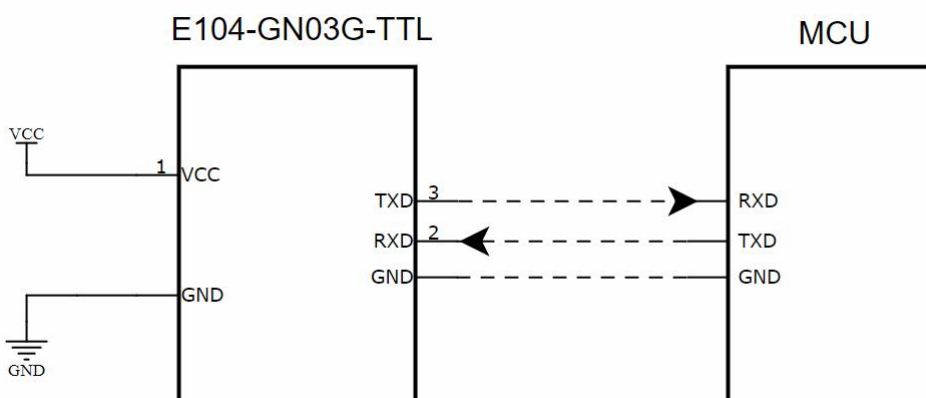 E104-GN03G-TTL
MCU
VCC
1 VCC
TXD 3
RXD
RXD 2
TXD
GND
GND
GND
GND